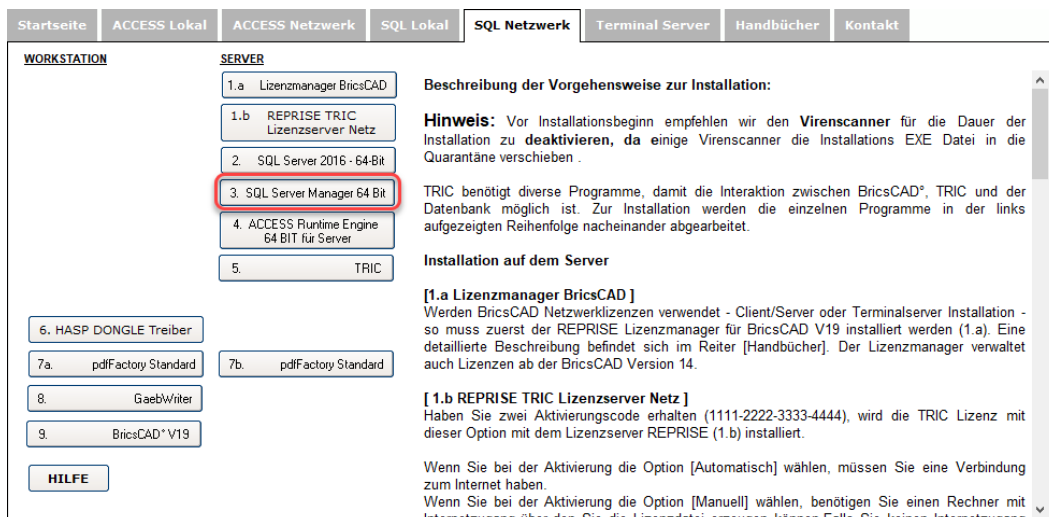 Startseite
ACCESS Lokal
ACCESS Netzwerk
SQL Lokal
SQL Netzwerk
Terminal Server
Handbücher
Kontakt
WORKSTATION
SERVER
1.a Lizenzmanager BricsCAD
1.b REPRISE TRIC
Lizenzserver Netz
2. SQL Server 2016 - 64-Bit
3. SQL Server Manager 64 Bit
4. ACCESS Runtime Engine
64 BIT für Server
5. TRIC
6. HASP DONGLE Treiber
7a. pdfFactory Standard
7b. pdfFactory Standard
8. GaebWriter
9. BricsCAD° V19
HILFE
Beschreibung der Vorgehensweise zur Installation:
Hinweis: Vor Installationsbeginn empfehlen wir den Virenscanner für die Dauer der
Installation zu deaktivieren, da einige Virenscanner die Installations EXE Datei in die
Quarantäne verschieben .
TRIC benötigt diverse Programme, damit die Interaktion zwischen BricsCAD°, TRIC und der
Datenbank möglich ist. Zur Installation werden die einzelnen Programme in der links
aufgezeigten Reihenfolge nacheinander abgearbeitet.
Installation auf dem Server
[1.a Lizenzmanager BricsCAD ]
Werden BricsCAD Netzwerklizenzen verwendet - Client/Server oder Terminalserver Installation -
so muss zuerst der REPRISE Lizenzmanager für BricsCAD V19 installiert werden (1.a). Eine
detaillierte Beschreibung befindet sich im Reiter [Handbücher]. Der Lizenzmanager verwaltet
auch Lizenzen ab der BricsCAD Version 14.
[ 1.b REPRISE TRIC Lizenzserver Netz ]
Haben Sie zwei Aktivierungscode erhalten (1111-2222-3333-4444), wird die TRIC Lizenz mit
dieser Option mit dem Lizenzserver REPRISE (1.b) installiert.
Wenn Sie bei der Aktivierung die Option [Automatisch] wählen, müssen Sie eine Verbindung
zum Internet haben.
Wenn Sie bei der Aktivierung die Option [Manuell] wählen, benötigen Sie einen Rechner mit